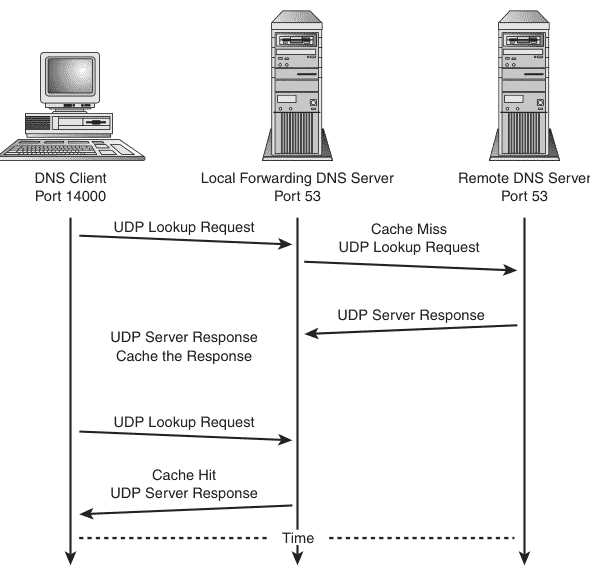 DNS Client
Port 14000
Local Forwarding DNS Server
Port 53
Remote DNS Server
Port 53
UDP Lookup Request
Cache Miss
UDP Lookup Request
UDP Server Response
UDP Server Response
Cache the Response
UDP Lookup Request
Cache Hit
UDP Server Response
Time